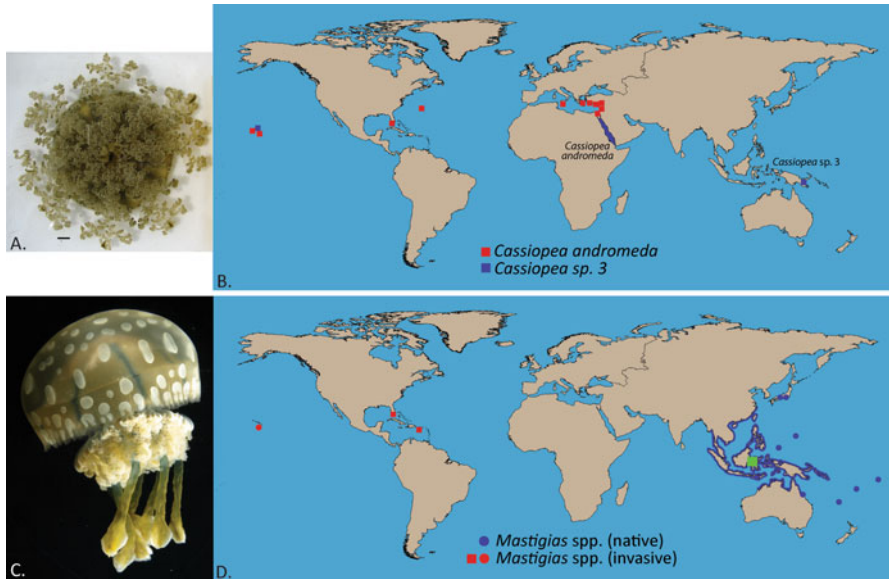 A.
Cassiopea
andromeda
Cassiopea sp. 3
Cassiopea andromeda
Cassiopea sp. 3
B.
C.
Mastigias spp. (native)
Mastigias spp. (invasive)
D.